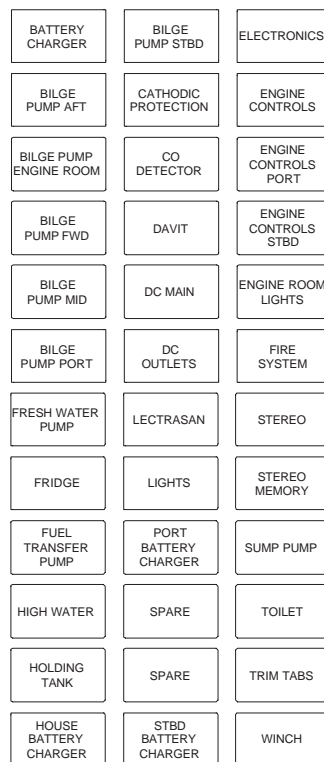 BATTERY
CHARGER
BILGE
PUMP STBD
ELECTRONICS
BILGE
PUMP AFT
CATHODIC
PROTECTION
ENGINE
CONTROLS
BILGE PUMP
ENGINE ROOM
CO
DETECTOR
ENGINE
CONTROLS
PORT
BILGE
PUMP FWD
DAVIT
ENGINE
CONTROLS
STBD
BILGE
PUMP MID
DC MAIN
ENGINE ROOM
LIGHTS
BILGE
PUMP PORT
DC
OUTLETS
FIRE
SYSTEM
FRESH WATER
PUMP
LECTRASAN
STEREO
FRIDGE
LIGHTS
STEREO
MEMORY
FUEL
TRANSFER
PUMP
PORT
BATTERY
CHARGER
SUMP PUMP
HIGH WATER
SPARE
TOILET
HOLDING
TANK
SPARE
TRIM TABS
HOUSE
BATTERY
CHARGER
STBD
BATTERY
CHARGER
WINCH